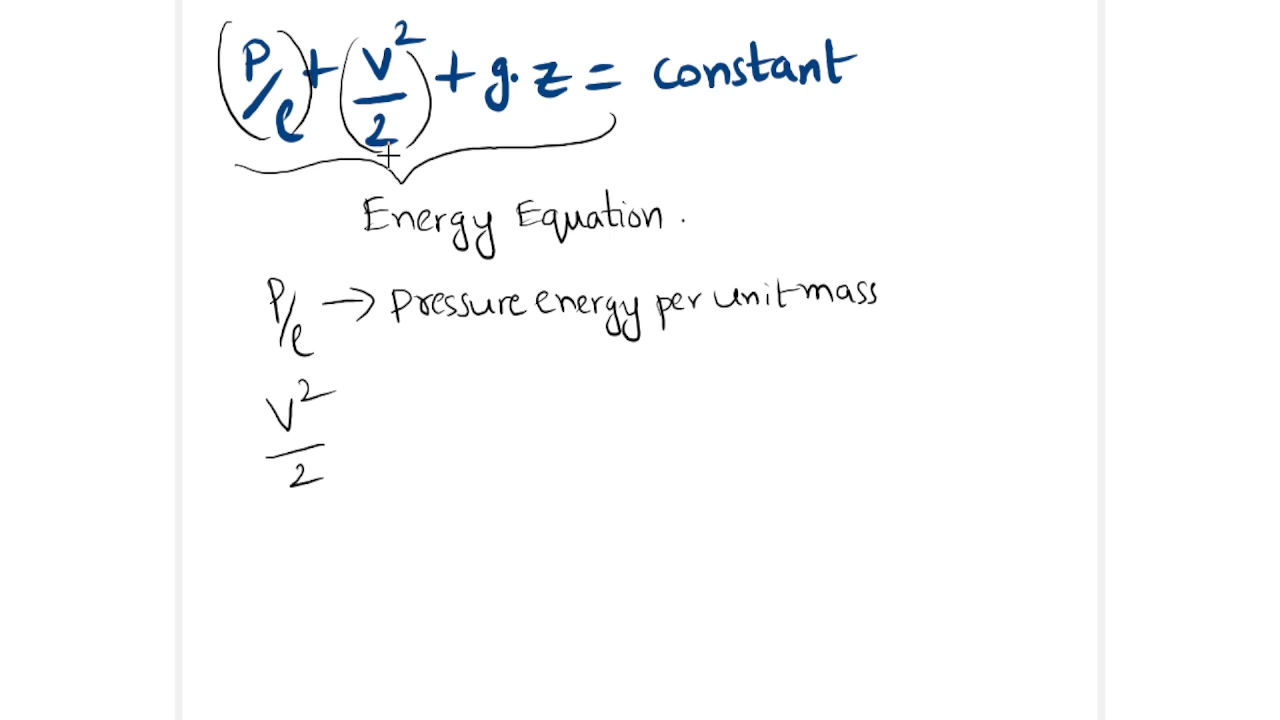 (P/ρ) + (v²/2) + g·z = constant
Energy Equation.
P/ρ → Pressure energy per unit mass
v²/2